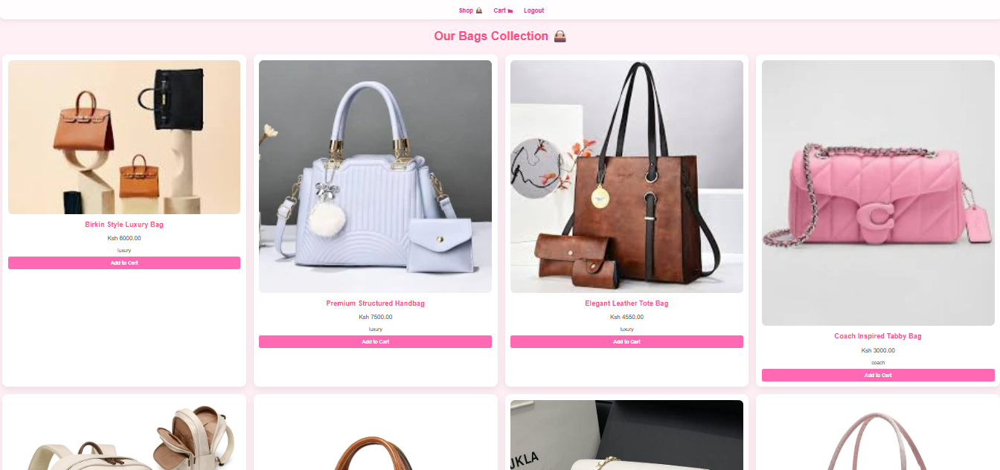 Shop 👜 Cart 🛍 Logout
Our Bags Collection 👜
Birkin Style Luxury Bag
Ksh 6000.00
luxury
Add to Cart
Premium Structured Handbag
Ksh 7500.00
luxury
Add to Cart
Elegant Leather Tote Bag
Ksh 4550.00
luxury
Add to Cart
Coach Inspired Tabby Bag
Ksh 3000.00
coach
Add to Cart
UKLA